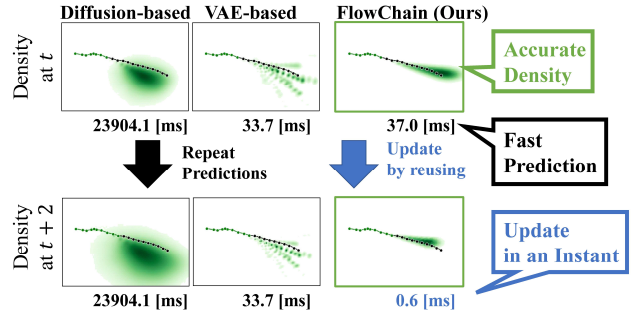 Diffusion-based VAE-based FlowChain (Ours)
Density
at t
Accurate
Density
23904.1 [ms] 33.7 [ms] 37.0 [ms]
Fast
Prediction
Repeat
Predictions
Update
by reusing
Density
at t + 2
Update
in an Instant
23904.1 [ms] 33.7 [ms] 0.6 [ms]